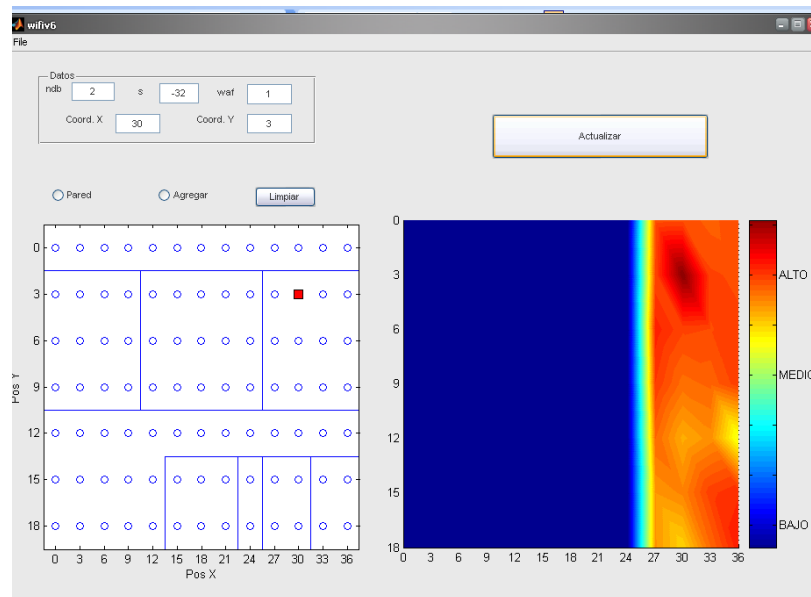 wifiv6
File
Datos
ndb 2 s -32 waf 1
Coord. X 30 Coord. Y 3
Actualizar
Pared Agregar Limpiar
0
3
6
9
12
15
18
Pos Y
0 3 6 9 12 15 18 21 24 27 30 33 36
Pos X
0
3
6
9
12
15
18
0 3 6 9 12 15 18 21 24 27 30 33 36
ALTO
MEDIO
BAJO